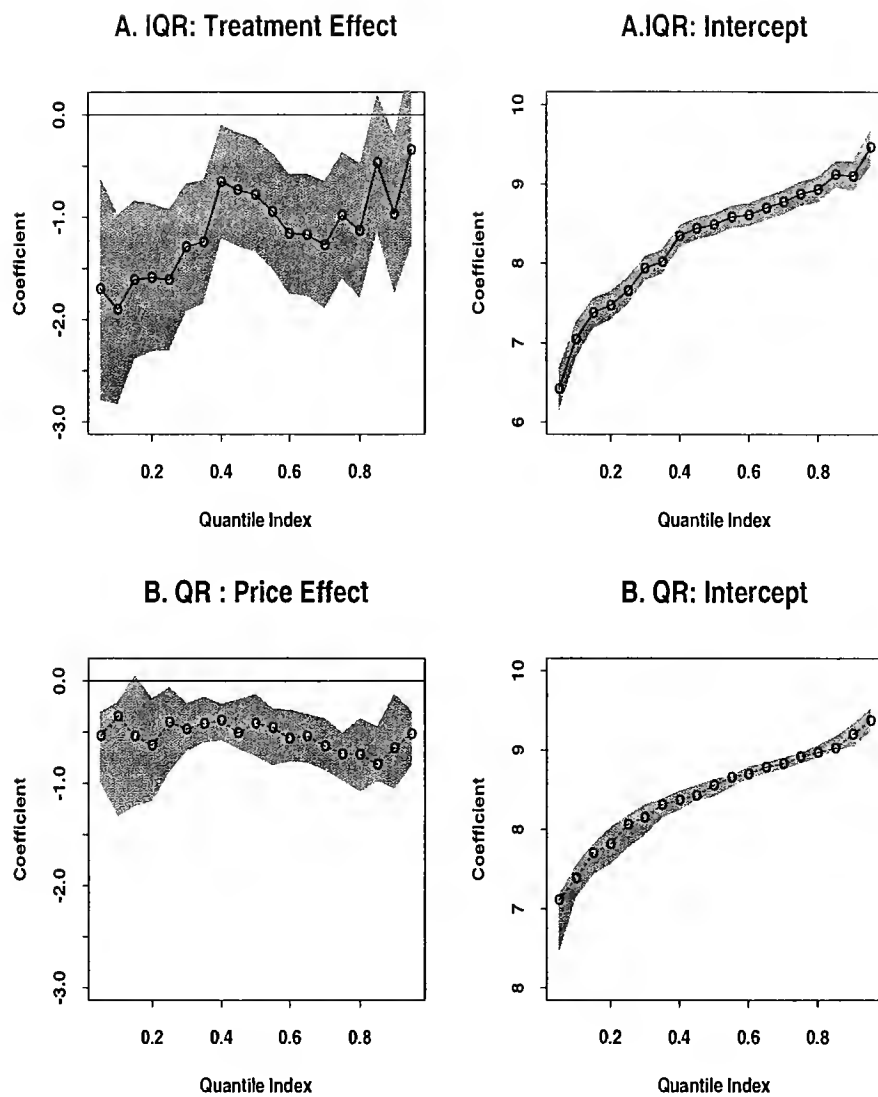 A. IQR: Treatment Effect
0.0
-1.0
-2.0
-3.0
Coefficient
0.2 0.4 0.6 0.8
Quantile Index
A.IQR: Intercept
10
9
8
7
6
Coefficient
0.2 0.4 0.6 0.8
Quantile Index
B. QR : Price Effect
0.0
-1.0
-2.0
-3.0
Coefficient
0.2 0.4 0.6 0.8
Quantile Index
B. QR: Intercept
10
9
8
7
8
Coefficient
0.2 0.4 0.6 0.8
Quantile Index